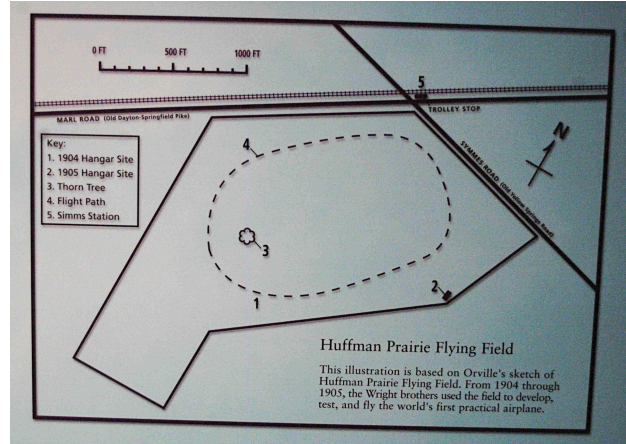 0 FT 500 FT 1000 FT
5
TROLLEY STOP
MARL ROAD (Old Dayton-Springfield Pike)
Key:
1. 1904 Hangar Site
2. 1905 Hangar Site
3. Thorn Tree
4. Flight Path
5. Simms Station
4
N
SYMMES ROAD (Old Yellow Springs Road)
3
2
1
Huffman Prairie Flying Field
This illustration is based on Orville's sketch of
Huffman Prairie Flying Field. From 1904 through
1905, the Wright brothers used the field to develop,
test, and fly the world's first practical airplane.